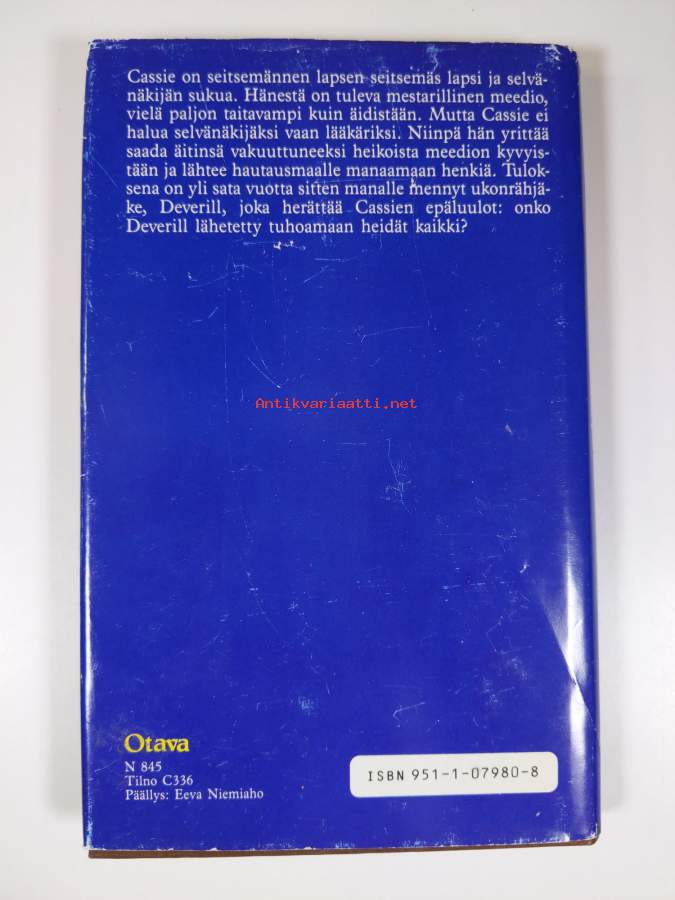 Cassie on seitsemännen lapsen seitsemäs lapsi ja selvä-
näkijän sukua. Hänestä on tuleva mestarillinen meedio,
vielä paljon taitavampi kuin äidistään. Mutta Cassie ei
halua selvänäkijäksi vaan lääkäriksi. Niinpä hän yrittää
saada äitinsä vakuuttuneeksi heikoista meedion kyvyis-
tään ja lähtee hautausmaalle manaamaan henkiä. Tulok-
sena on yli sata vuotta sitten manalle mennyt ukonrähjä-
ke, Deverill, joka herättää Cassien epäluulot: onko
Deverill lähetetty tuhoamaan heidät kaikki?
Antikvariaatti.net
Otava
N 845
Tilno C336
Päällys: Eeva Niemiaho
ISBN 951-1-07980-8